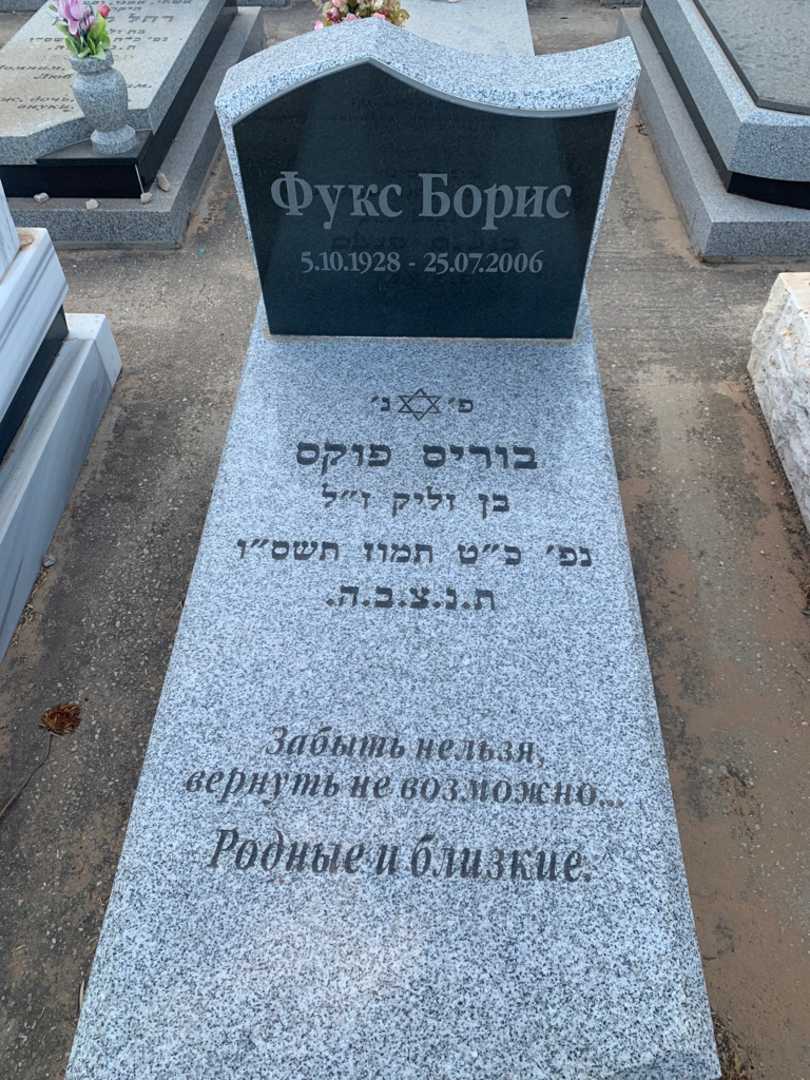 Фукс Борис
5.10.1928 - 25.07.2006
פ׳ נ׳
בוריס פוקס
בן זליק ז״ל
נפ׳ כ״ט תמוז תשס״ו
ת.נ.צ.ב.ה.
Забыть нельзя,
вернуть не возможно...
Родные и близкие.